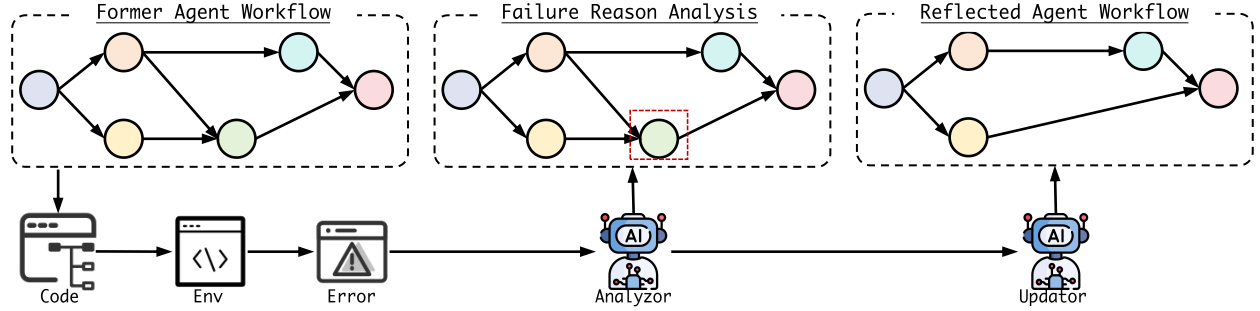 Former Agent Workflow
Failure Reason Analysis
Reflected Agent Workflow
</>
AI
AI
Code
Env
Error
Analyzor
Updator